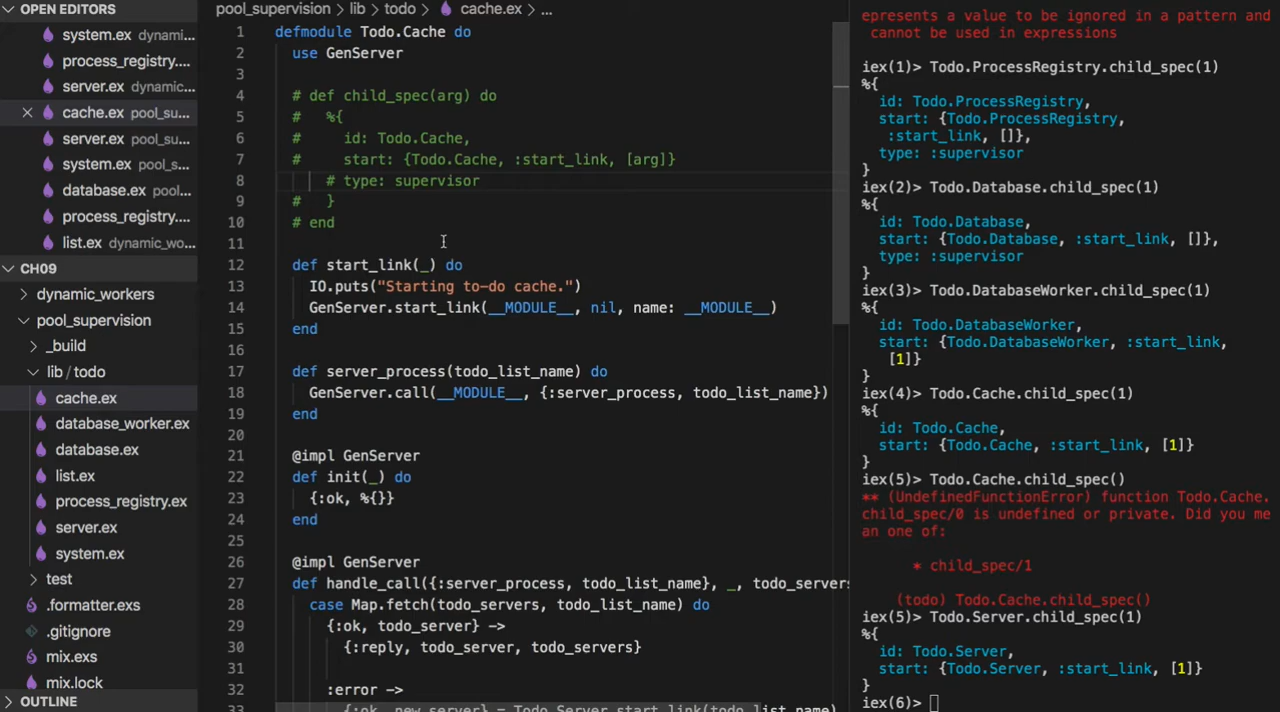 OPEN EDITORS
system.ex dynami...
process_registry....
server.ex dynamic...
cache.ex pool_su...
server.ex pool_su...
system.ex pool_s...
database.ex pool...
process_registry....
list.ex dynamic_wo...
CH09
dynamic_workers
pool_supervision
_build
lib / todo
cache.ex
database_worker.ex
database.ex
list.ex
process_registry.ex
server.ex
system.ex
test
.formatter.exs
.gitignore
mix.exs
mix.lock
OUTLINE
pool_supervision > lib > todo > cache.ex > ...
1 defmodule Todo.Cache do
2 use GenServer
3
4 # def child_spec(arg) do
5 # %{
6 # id: Todo.Cache,
7 # start: {Todo.Cache, :start_link, [arg]}
8 # type: supervisor
9 # }
10 # end
11
12 def start_link(_) do
13 IO.puts("Starting to-do cache.")
14 GenServer.start_link(__MODULE__, nil, name: __MODULE__)
15 end
16
17 def server_process(todo_list_name) do
18 GenServer.call(__MODULE__, {:server_process, todo_list_name})
19 end
20
21 @impl GenServer
22 def init(_) do
23 {:ok, %{}}
24 end
25
26 @impl GenServer
27 def handle_call({:server_process, todo_list_name}, _, todo_servers
28 case Map.fetch(todo_servers, todo_list_name) do
29 {:ok, todo_server} ->
30 {:reply, todo_server, todo_servers}
31
32 :error ->
33 {:ok, new_server} = Todo.Server.start_link(todo_list_name)
epresents a value to be ignored in a pattern and
cannot be used in expressions
iex(1)> Todo.ProcessRegistry.child_spec(1)
%{
id: Todo.ProcessRegistry,
start: {Todo.ProcessRegistry,
:start_link, []},
type: :supervisor
}
iex(2)> Todo.Database.child_spec(1)
%{
id: Todo.Database,
start: {Todo.Database, :start_link, []},
type: :supervisor
}
iex(3)> Todo.DatabaseWorker.child_spec(1)
%{
id: Todo.DatabaseWorker,
start: {Todo.DatabaseWorker, :start_link,
[1]}
}
iex(4)> Todo.Cache.child_spec(1)
%{
id: Todo.Cache,
start: {Todo.Cache, :start_link, [1]}
}
iex(5)> Todo.Cache.child_spec()
** (UndefinedFunctionError) function Todo.Cache.
child_spec/0 is undefined or private. Did you me
an one of:
* child_spec/1
(todo) Todo.Cache.child_spec()
iex(5)> Todo.Server.child_spec(1)
%{
id: Todo.Server,
start: {Todo.Server, :start_link, [1]}
}
iex(6)>